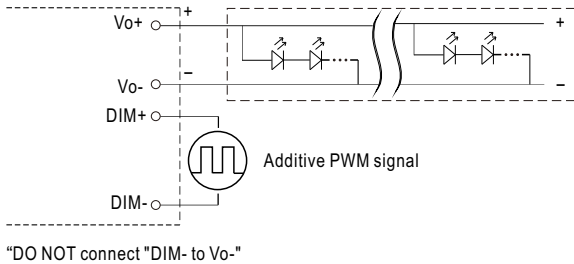 Vo+
+
+
Vo-
−
−
DIM+
Additive PWM signal
DIM-
“DO NOT connect "DIM- to Vo-"